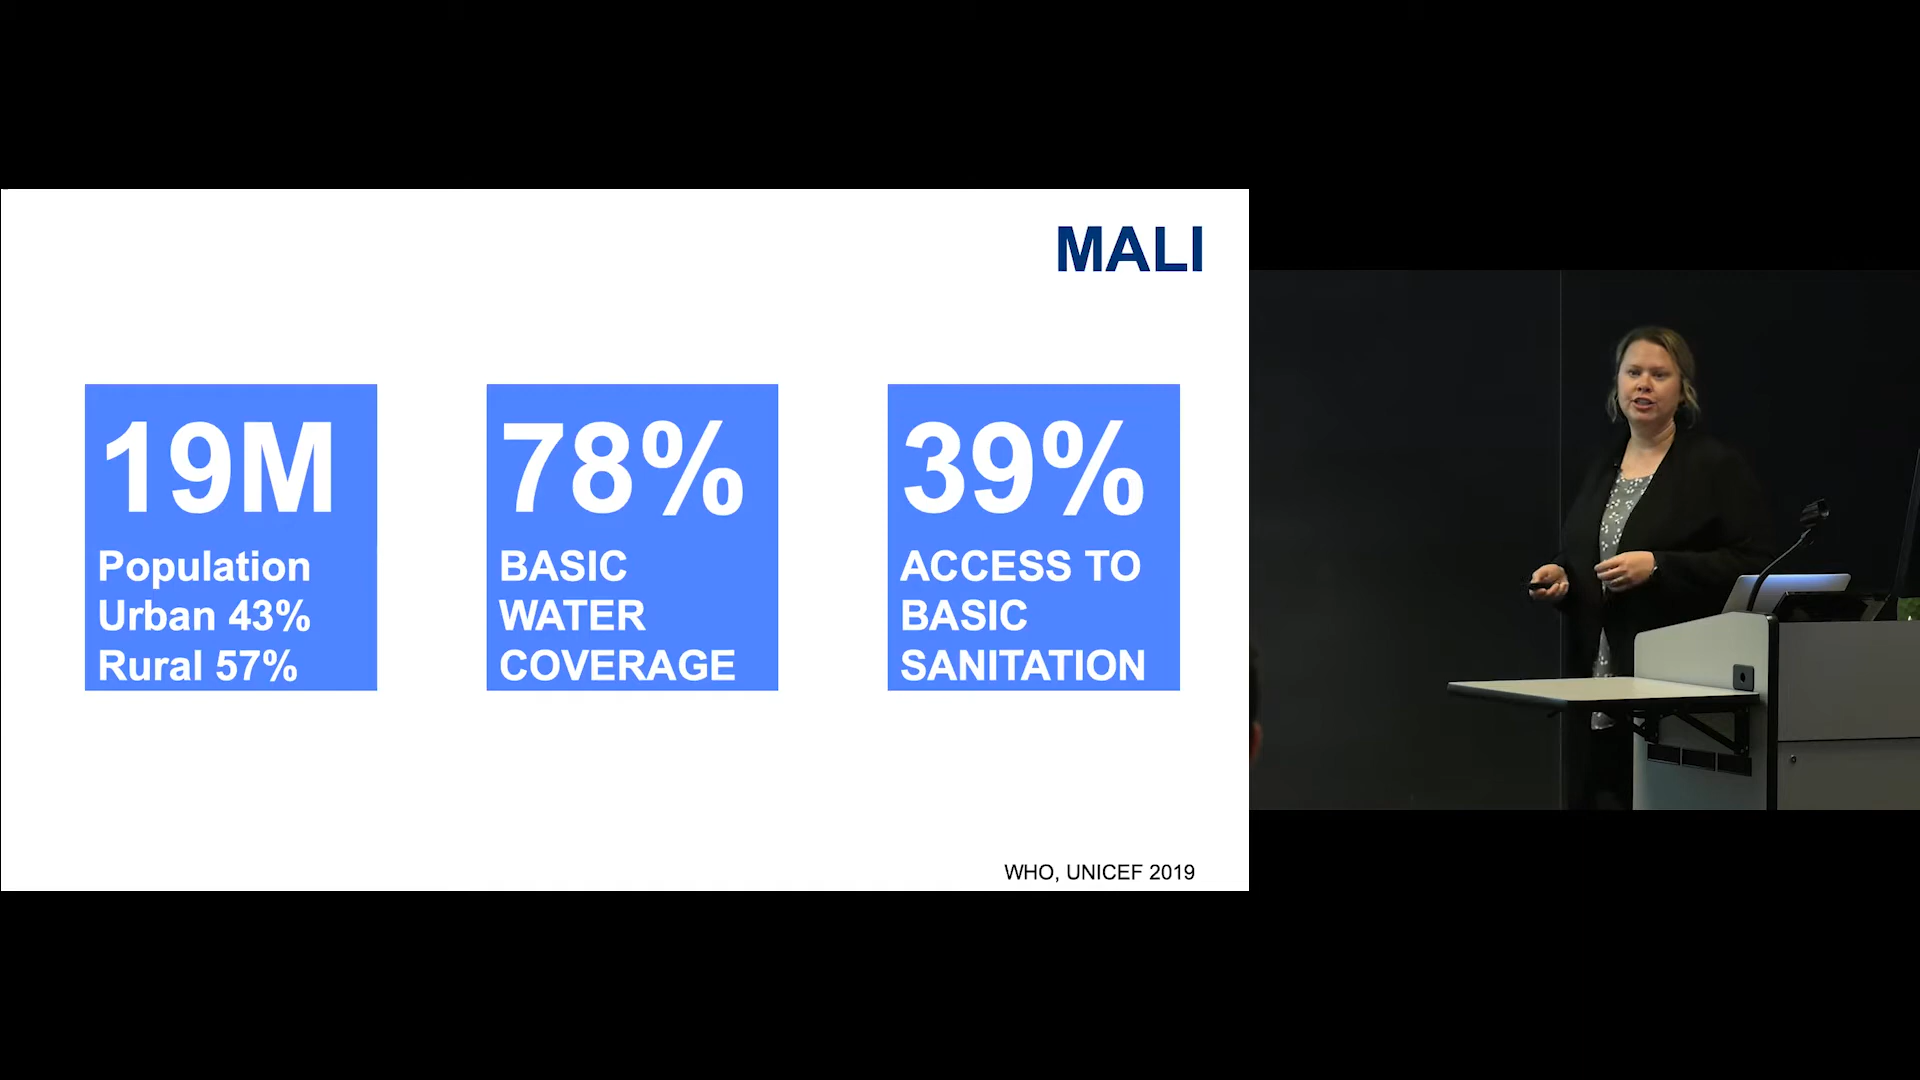 MALI
19M
Population
Urban 43%
Rural 57%
78%
BASIC
WATER
COVERAGE
39%
ACCESS TO
BASIC
SANITATION
WHO, UNICEF 2019